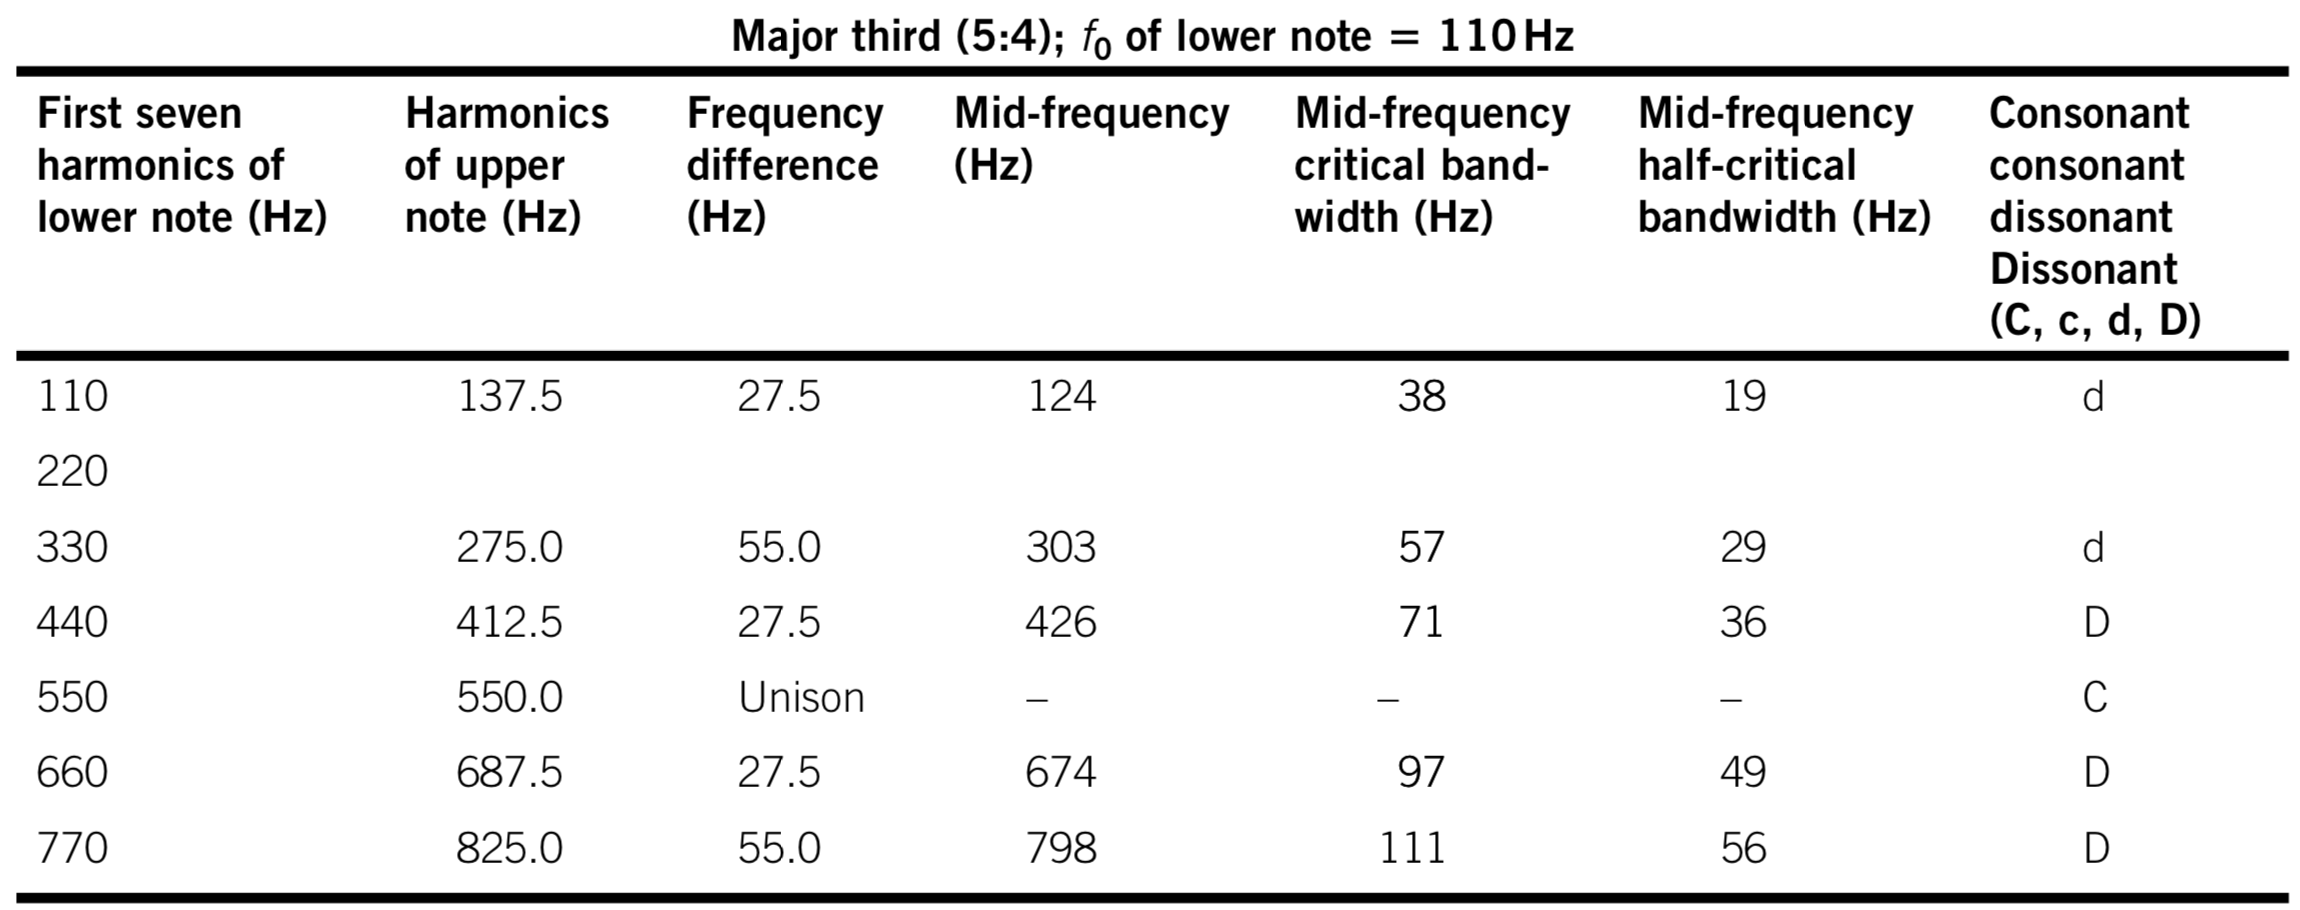 Major third (5:4); f0 of lower note = 110 Hz
First seven harmonics of lower note (Hz) Harmonics of upper note (Hz) Frequency difference (Hz) Mid-frequency (Hz) Mid-frequency critical band-width (Hz) Mid-frequency half-critical bandwidth (Hz) Consonant consonant dissonant Dissonant (C, c, d, D)
110 137.5 27.5 124 38 19 d
220
330 275.0 55.0 303 57 29 d
440 412.5 27.5 426 71 36 D
550 550.0 Unison – – – C
660 687.5 27.5 674 97 49 D
770 825.0 55.0 798 111 56 D